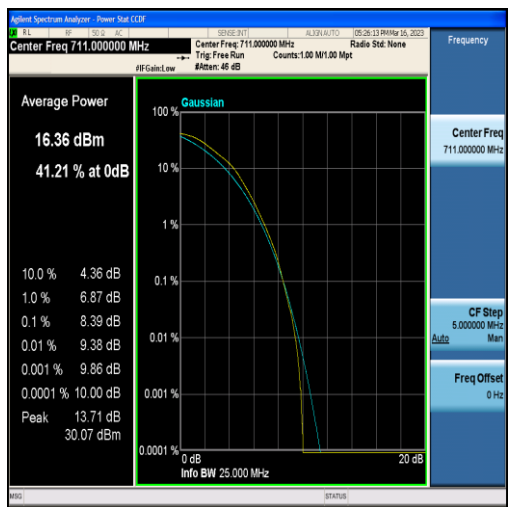 Agilent Spectrum Analyzer - Power Stat CCDF
RL RF 50 Ω AC SENSE:INT ALIGN AUTO 05:26:13 PM Mar 16, 2023
Center Freq 711.000000 MHz
Center Freq: 711.000000 MHz Radio Std: None
Trig: Free Run Counts:1.00 M/1.00 Mpt
#IFGain:Low #Atten: 46 dB
Frequency
Average Power
16.36 dBm
41.21 % at 0dB
10.0 % 4.36 dB
1.0 % 6.87 dB
0.1 % 8.39 dB
0.01 % 9.38 dB
0.001 % 9.86 dB
0.0001 % 10.00 dB
Peak 13.71 dB
30.07 dBm
Gaussian
100 %
10 %
1 %
0.1 %
0.01 %
0.001 %
0.0001 %
0 dB 20 dB
Info BW 25.000 MHz
Center Freq
711.000000 MHz
CF Step
5.000000 MHz
Auto Man
Freq Offset
0 Hz
MSG STATUS